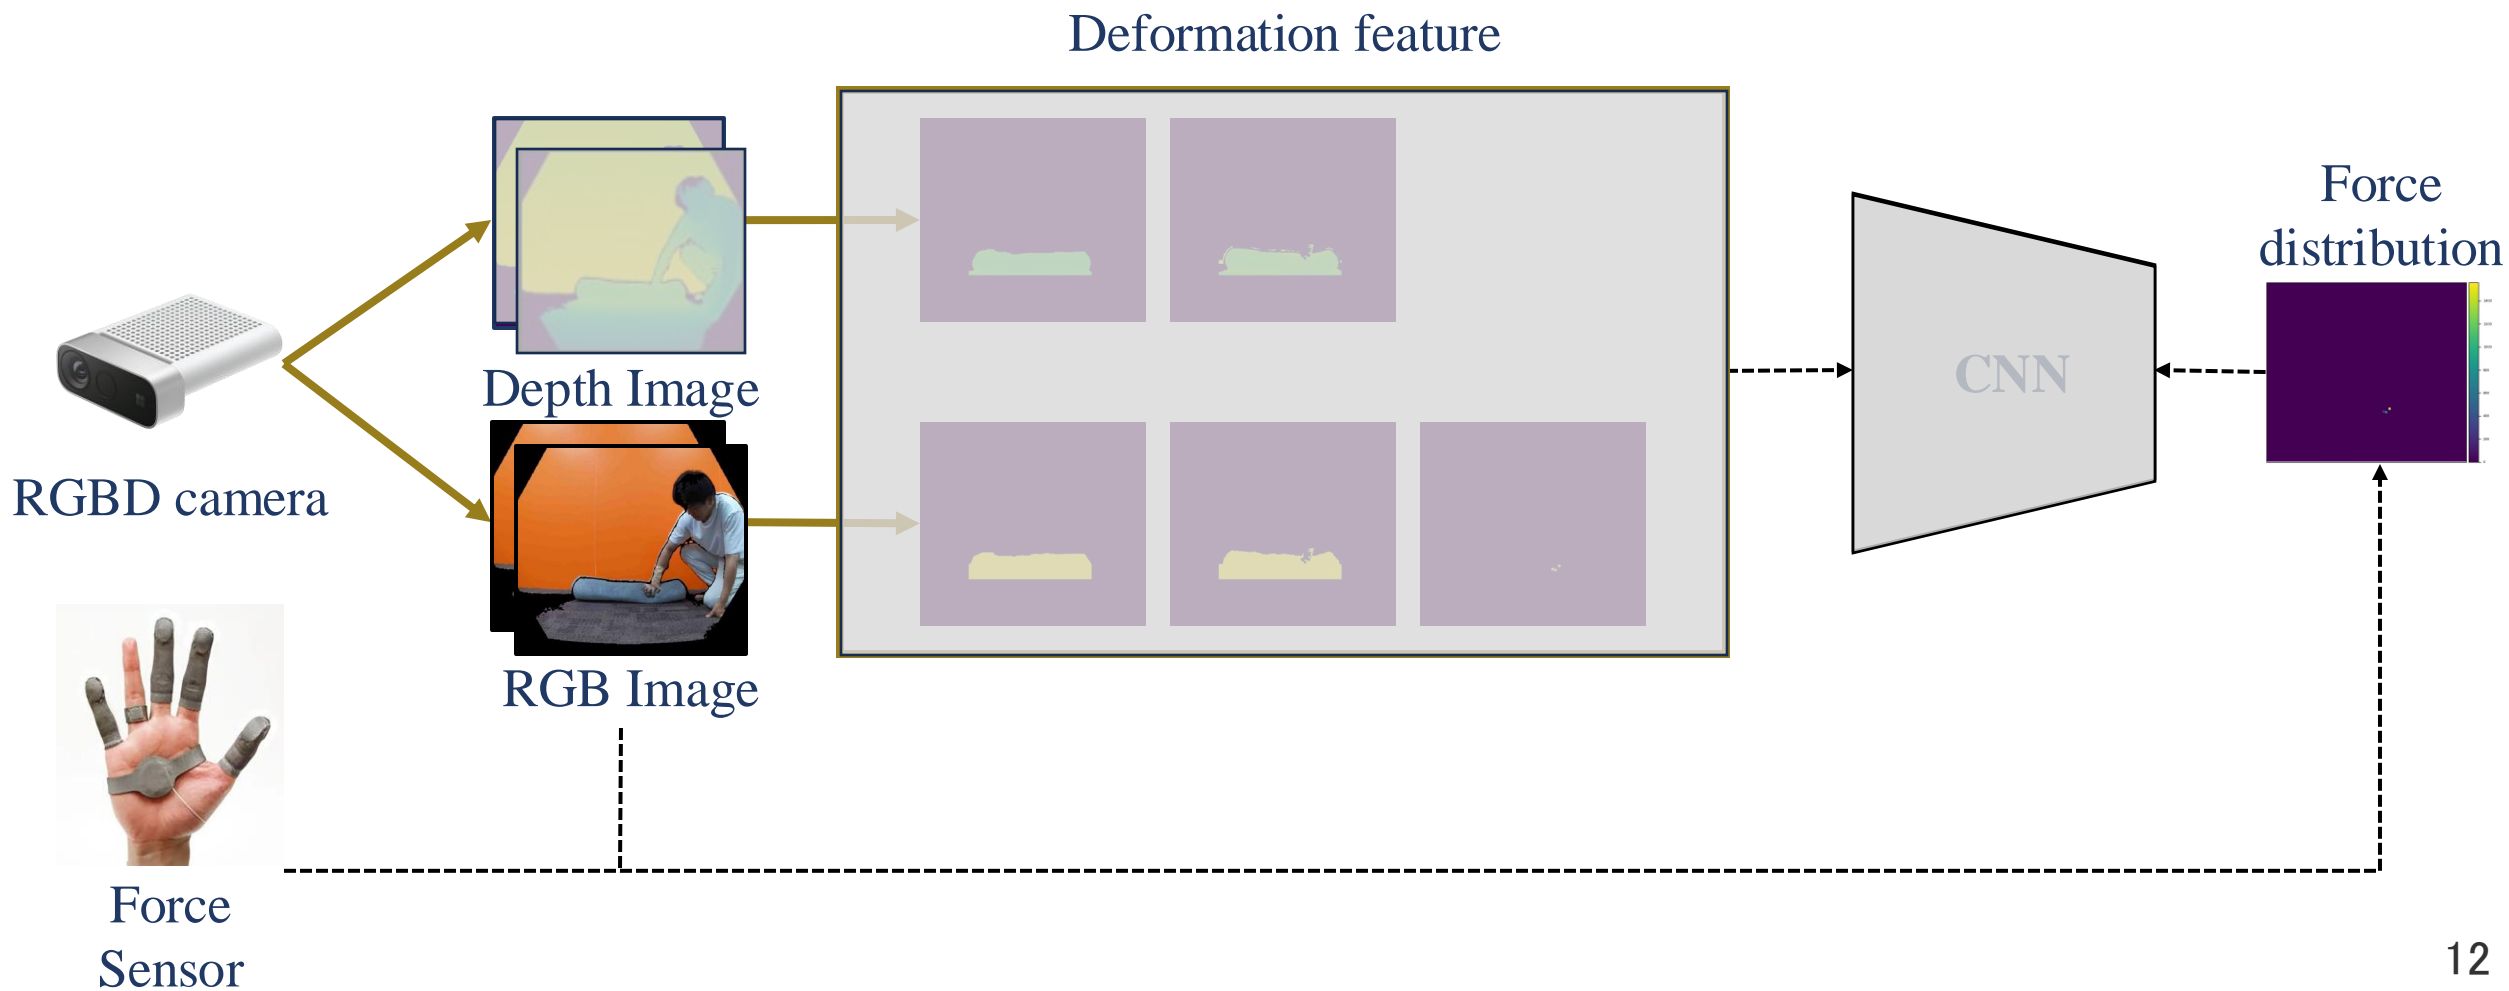 Deformation feature
Depth Image
RGBD camera
RGB Image
CNN
Force
distribution
Force
Sensor
12